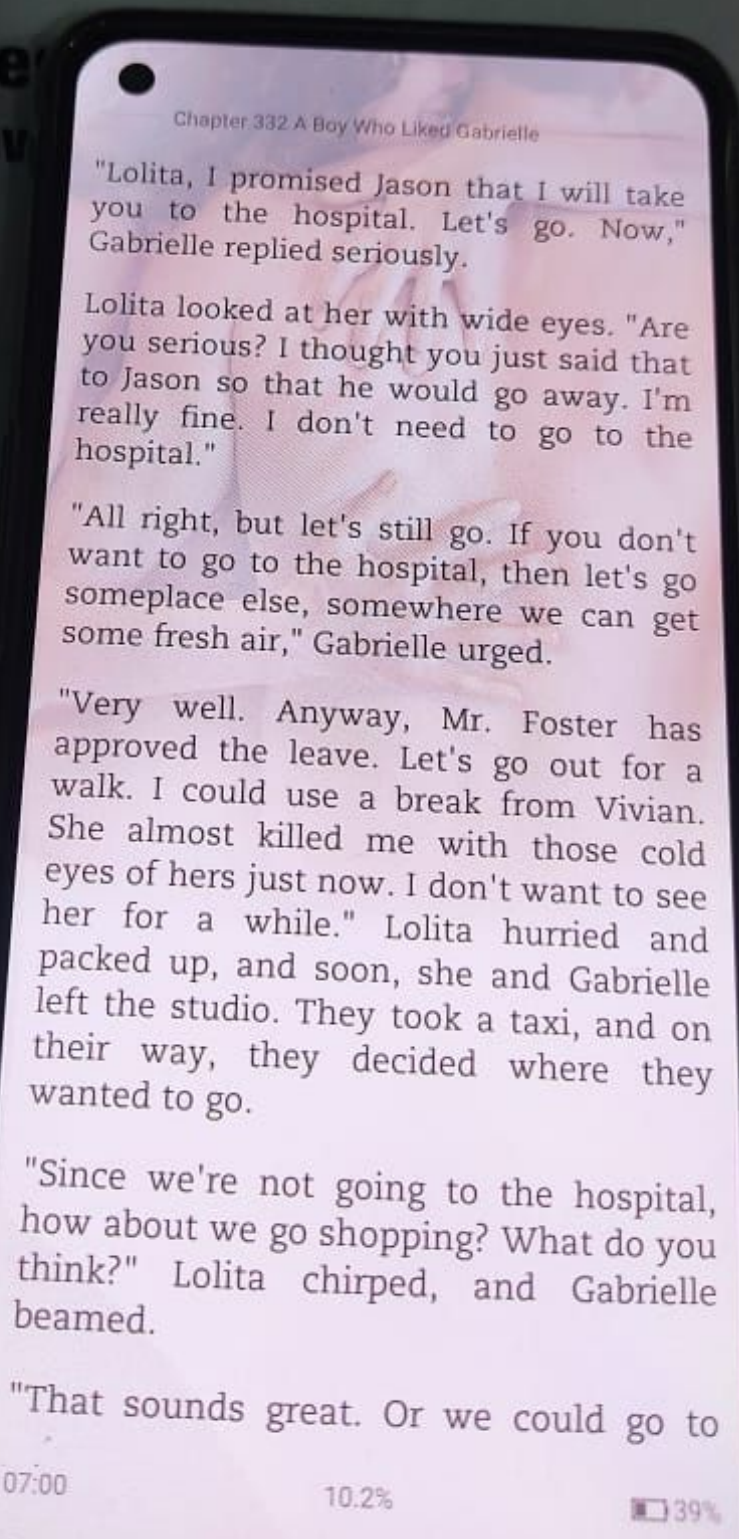 Chapter 332 A Boy Who Liked Gabrielle
"Lolita, I promised Jason that I will take
you to the hospital. Let's go. Now,"
Gabrielle replied seriously.
Lolita looked at her with wide eyes. "Are
you serious? I thought you just said that
to Jason so that he would go away. I'm
really fine. I don't need to go to the
hospital."
"All right, but let's still go. If you don't
want to go to the hospital, then let's go
someplace else, somewhere we can get
some fresh air," Gabrielle urged.
"Very well. Anyway, Mr. Foster has
approved the leave. Let's go out for a
walk. I could use a break from Vivian.
She almost killed me with those cold
eyes of hers just now. I don't want to see
her for a while." Lolita hurried and
packed up, and soon, she and Gabrielle
left the studio. They took a taxi, and on
their way, they decided where they
wanted to go.
"Since we're not going to the hospital,
how about we go shopping? What do you
think?" Lolita chirped, and Gabrielle
beamed.
"That sounds great. Or we could go to
07:00 10.2% 39%